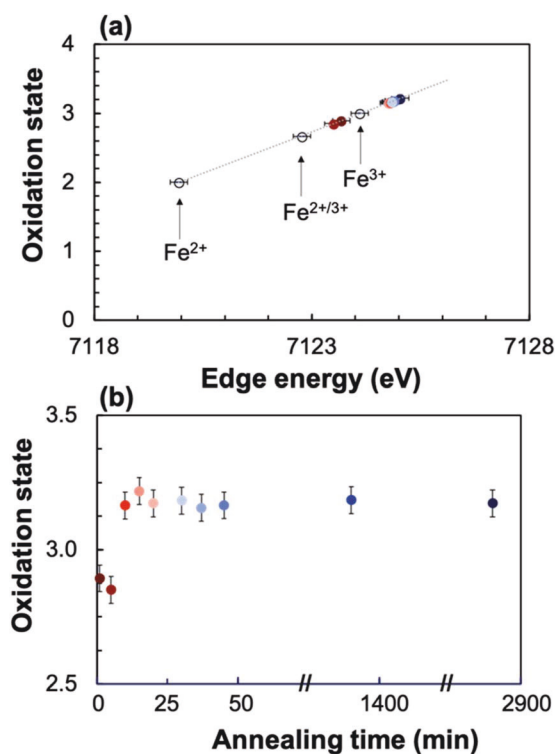 (a)
Oxidation state
4
3
2
1
0
Fe2+
Fe2+/3+
Fe3+
7118
7123
7128
Edge energy (eV)
(b)
Oxidation state
3.5
3.0
2.5
0
25
50
//
1400
//
2900
Annealing time (min)